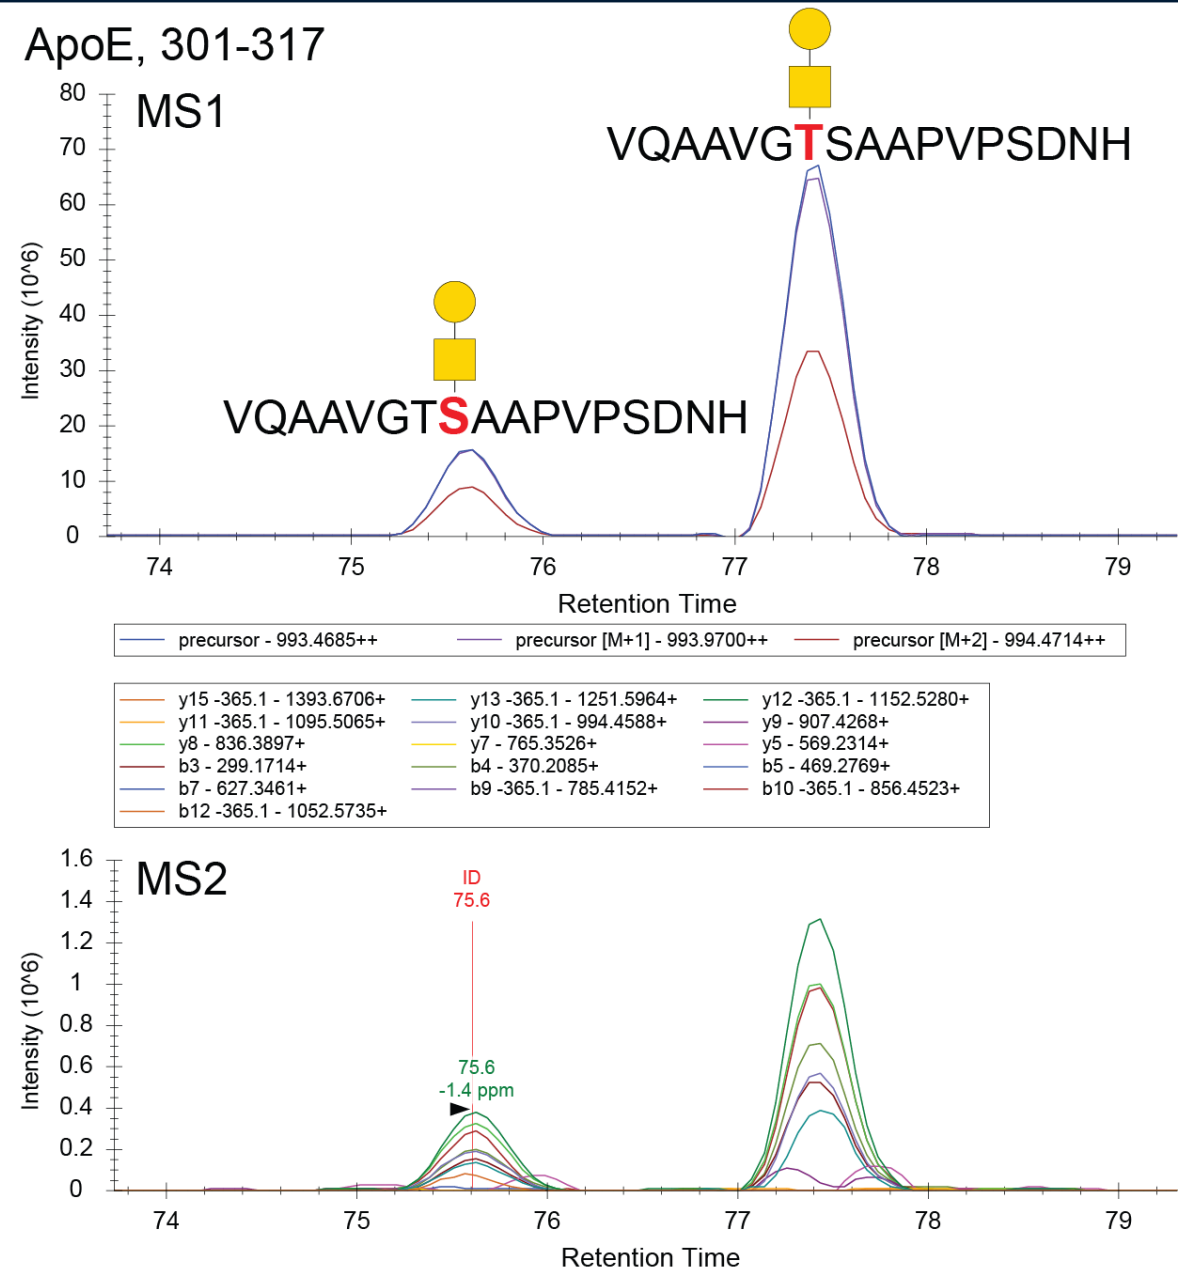 ApoE, 301-317
MS1
80
70
60
50
40
30
20
10
0
Intensity (10^6)
VQAAVGTSAAPVPSDNH
VQAAVGTSAAPVPSDNH
74 75 76 77 78 79
Retention Time
precursor - 993.4685++ precursor [M+1] - 993.9700++ precursor [M+2] - 994.4714++
y15 -365.1 - 1393.6706+ y13 -365.1 - 1251.5964+ y12 -365.1 - 1152.5280+
y11 -365.1 - 1095.5065+ y10 -365.1 - 994.4588+ y9 - 907.4268+
y8 - 836.3897+ y7 - 765.3526+ y5 - 569.2314+
b3 - 299.1714+ b4 - 370.2085+ b5 - 469.2769+
b7 - 627.3461+ b9 -365.1 - 785.4152+ b10 -365.1 - 856.4523+
b12 -365.1 - 1052.5735+
MS2
1.6
1.4
1.2
1
0.8
0.6
0.4
0.2
0
Intensity (10^6)
ID
75.6
75.6
-1.4 ppm
74 75 76 77 78 79
Retention Time